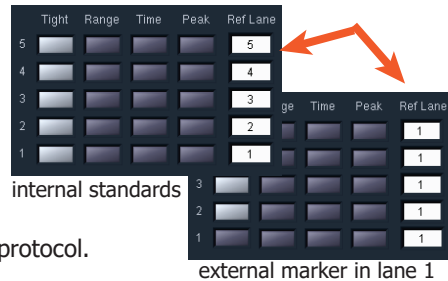 Tight Range Time Peak Ref Lane
5 5
4 4
3 3
2 2
1 1
internal standards
ge Time Peak Ref Lane
1
1
3 1
2 1
1 1
protocol.
external marker in lane 1